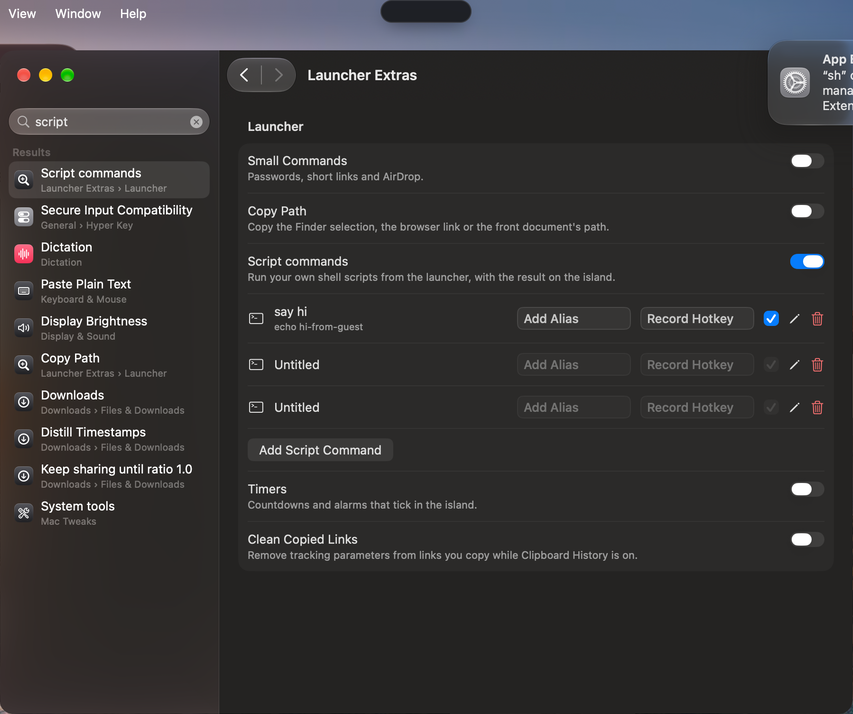 View Window Help
App
"sh"
mana
Exten
script
Results
Script commands
Launcher Extras › Launcher
Secure Input Compatibility
General › Hyper Key
Dictation
Dictation
Paste Plain Text
Keyboard & Mouse
Display Brightness
Display & Sound
Copy Path
Launcher Extras › Launcher
Downloads
Downloads › Files & Downloads
Distill Timestamps
Downloads › Files & Downloads
Keep sharing until ratio 1.0
Downloads › Files & Downloads
System tools
Mac Tweaks
Launcher Extras
Launcher
Small Commands
Passwords, short links and AirDrop.
Copy Path
Copy the Finder selection, the browser link or the front document's path.
Script commands
Run your own shell scripts from the launcher, with the result on the island.
say hi
echo hi-from-guest
Add Alias Record Hotkey
Untitled Add Alias Record Hotkey
Untitled Add Alias Record Hotkey
Add Script Command
Timers
Countdowns and alarms that tick in the island.
Clean Copied Links
Remove tracking parameters from links you copy while Clipboard History is on.